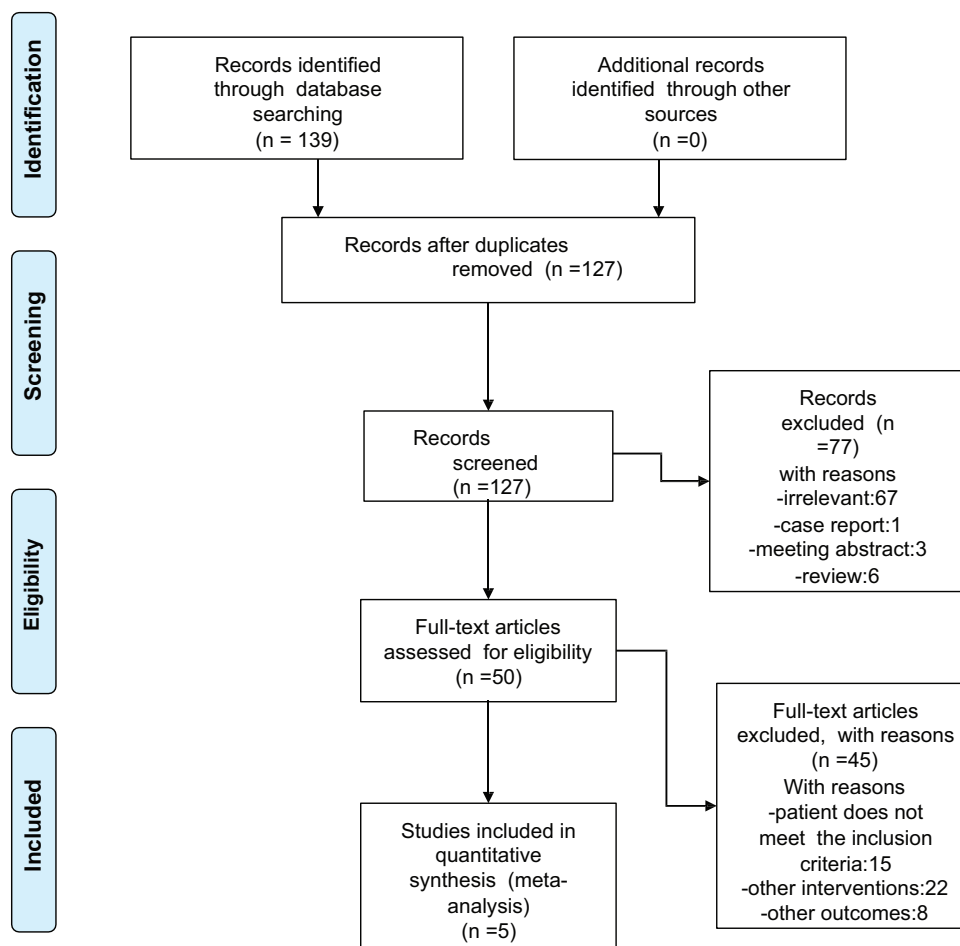 Identification
Records identified
through database
searching
(n = 139)
Additional records
identified through other
sources
(n =0)
Records after duplicates
removed (n =127)
Screening
Records
screened
(n =127)
Records
excluded (n
=77)
with reasons
-irrelevant:67
-case report:1
-meeting abstract:3
-review:6
Eligibility
Full-text articles
assessed for eligibility
(n =50)
Full-text articles
excluded, with reasons
(n =45)
With reasons
-patient does not
meet the inclusion
criteria:15
-other interventions:22
-other outcomes:8
Included
Studies included in
quantitative
synthesis (meta-
analysis)
(n =5)